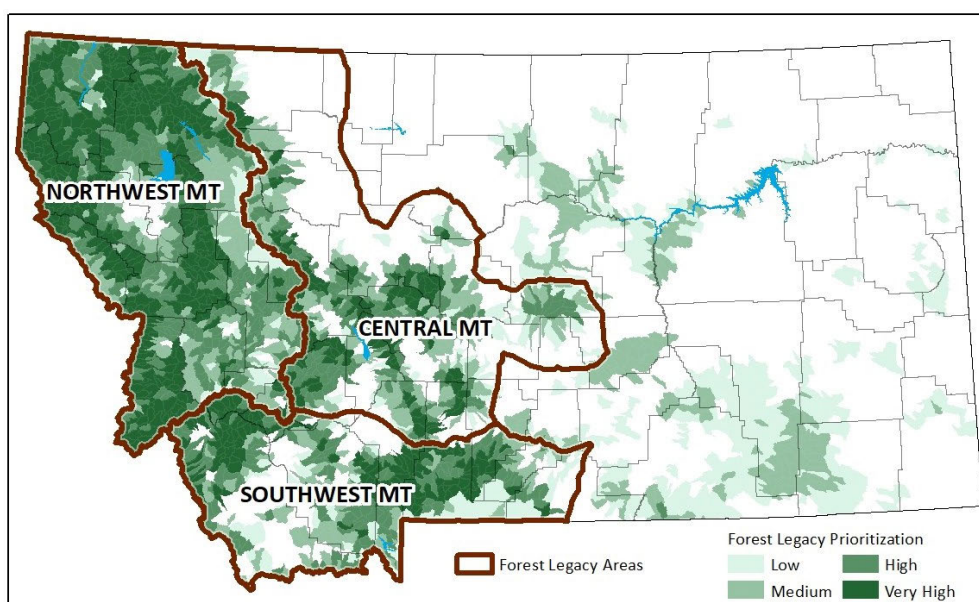 NORTHWEST MT
CENTRAL MT
SOUTHWEST MT
Forest Legacy Areas
Forest Legacy Prioritization
Low
High
Medium
Very High